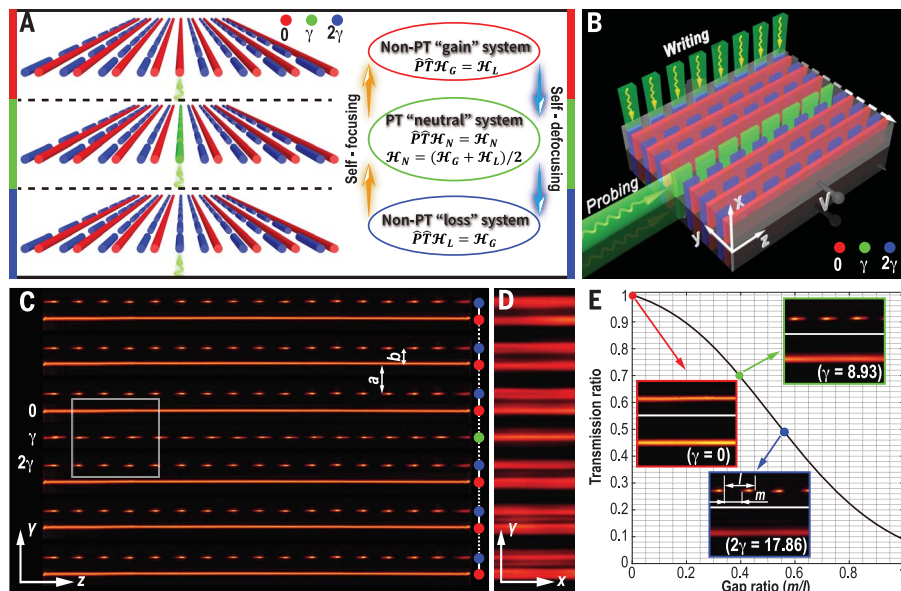 A
0 γ 2γ
Non-PT “gain” system
P̂T̂ℋ_G = ℋ_L
PT “neutral” system
P̂T̂ℋ_N = ℋ_N
ℋ_N = (ℋ_G + ℋ_L)/2
Non-PT “loss” system
P̂T̂ℋ_L = ℋ_G
Self - focusing
Self - defocusing
B
Writing
Probing
x
y
z
V
0 γ 2γ
C
b
a
0
γ
2γ
Y
z
D
Y
x
E
Transmission ratio
1
0.9
0.8
0.7
0.6
0.5
0.4
0.3
0.2
0.1
0
(γ = 8.93)
(γ = 0)
l
m
(2γ = 17.86)
0 0.2 0.4 0.6 0.8 1
Gap ratio (m/l)